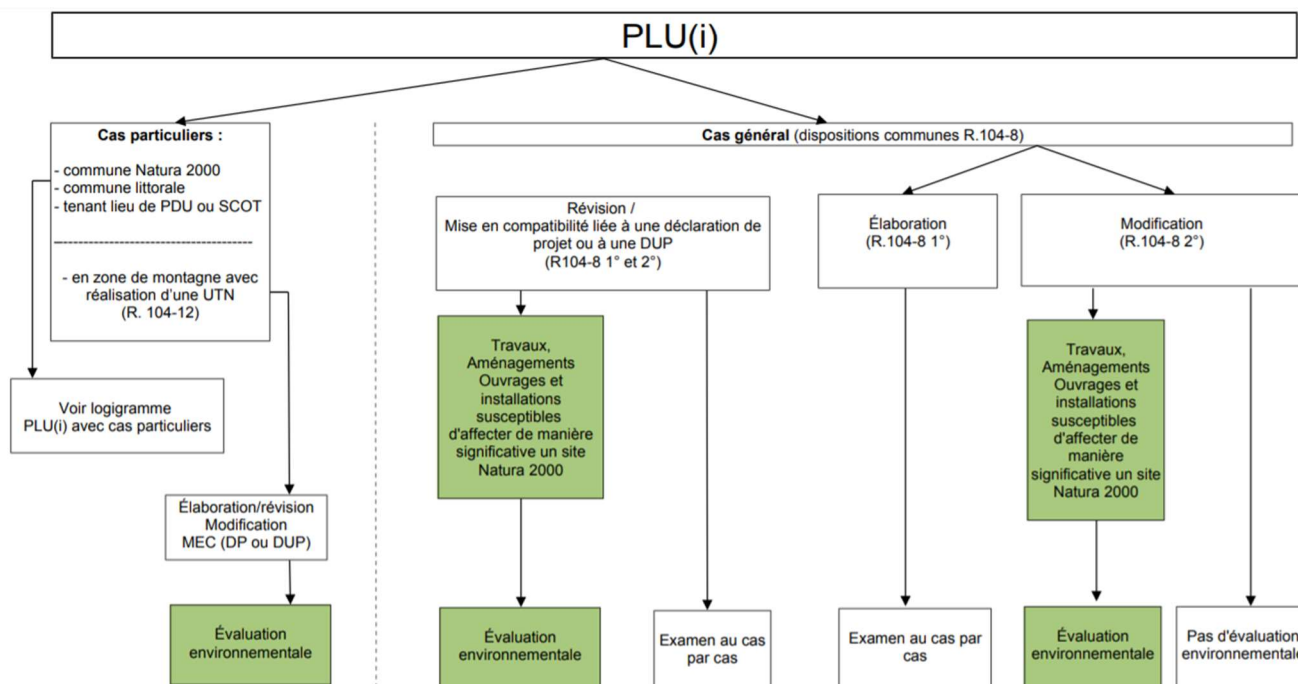 PLU(i)
Cas particuliers :
- commune Natura 2000
- commune littorale
- tenant lieu de PDU ou SCOT
- en zone de montagne avec
réalisation d'une UTN
(R. 104-12)
Voir logigramme
PLU(i) avec cas particuliers
Élaboration/révision
Modification
MEC (DP ou DUP)
Évaluation
environnementale
Cas général (dispositions communes R.104-8)
Révision /
Mise en compatibilité liée à une déclaration de
projet ou à une DUP
(R104-8 1° et 2°)
Travaux,
Aménagements
Ouvrages et
installations
susceptibles
d'affecter de manière
significative un site
Natura 2000
Évaluation
environnementale
Examen au cas
par cas
Élaboration
(R.104-8 1°)
Examen au cas par
cas
Modification
(R.104-8 2°)
Travaux,
Aménagements
Ouvrages et
installations
susceptibles
d'affecter de
manière
significative un site
Natura 2000
Évaluation
environnementale
Pas d'évaluation
environnementale